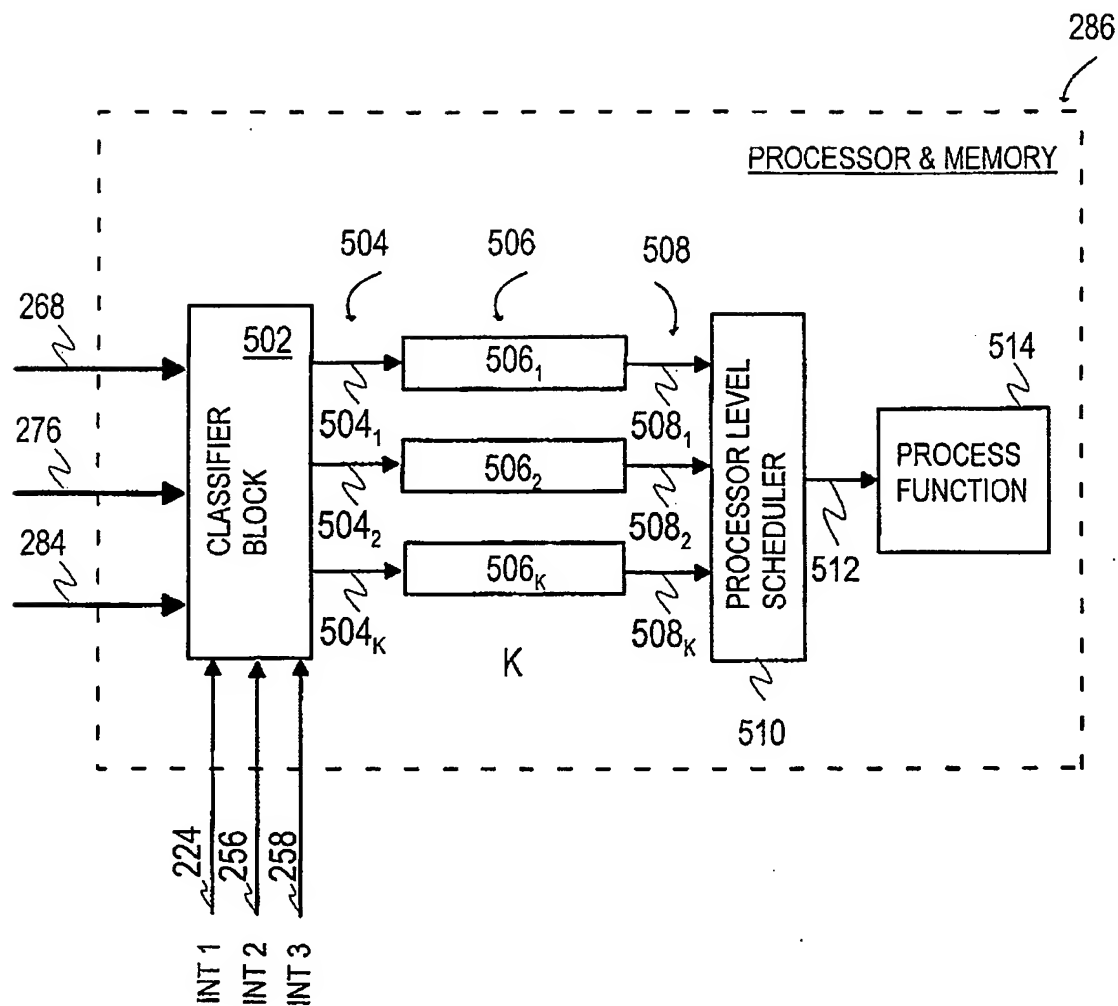 286
PROCESSOR & MEMORY
504
506
508
268
502
506₁
514
276
504₁
508₁
CLASSIFIER
BLOCK
506₂
PROCESSOR LEVEL
SCHEDULER
PROCESS
FUNCTION
284
504₂
508₂
512
506ₖ
504ₖ
508ₖ
K
510
224
256
258
INT 1
INT 2
INT 3